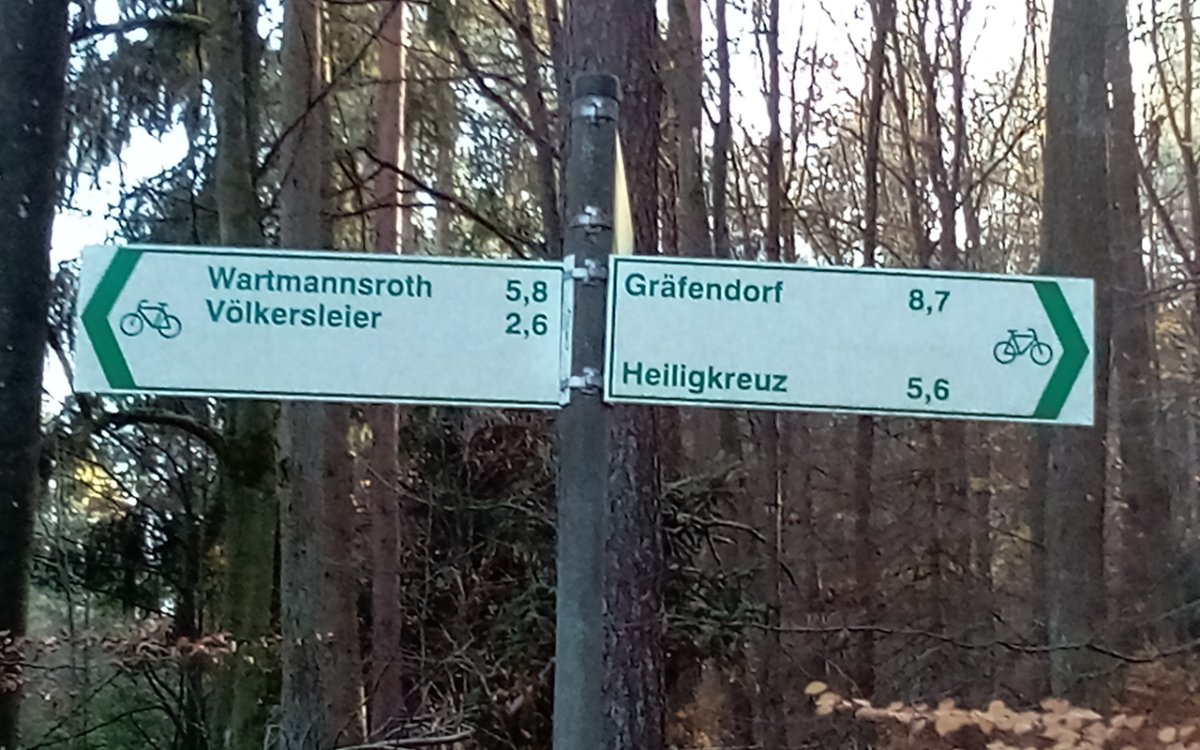 Wartmannsroth 5,8
Völkersleier 2,6
Gräfendorf 8,7
Heiligkreuz 5,6